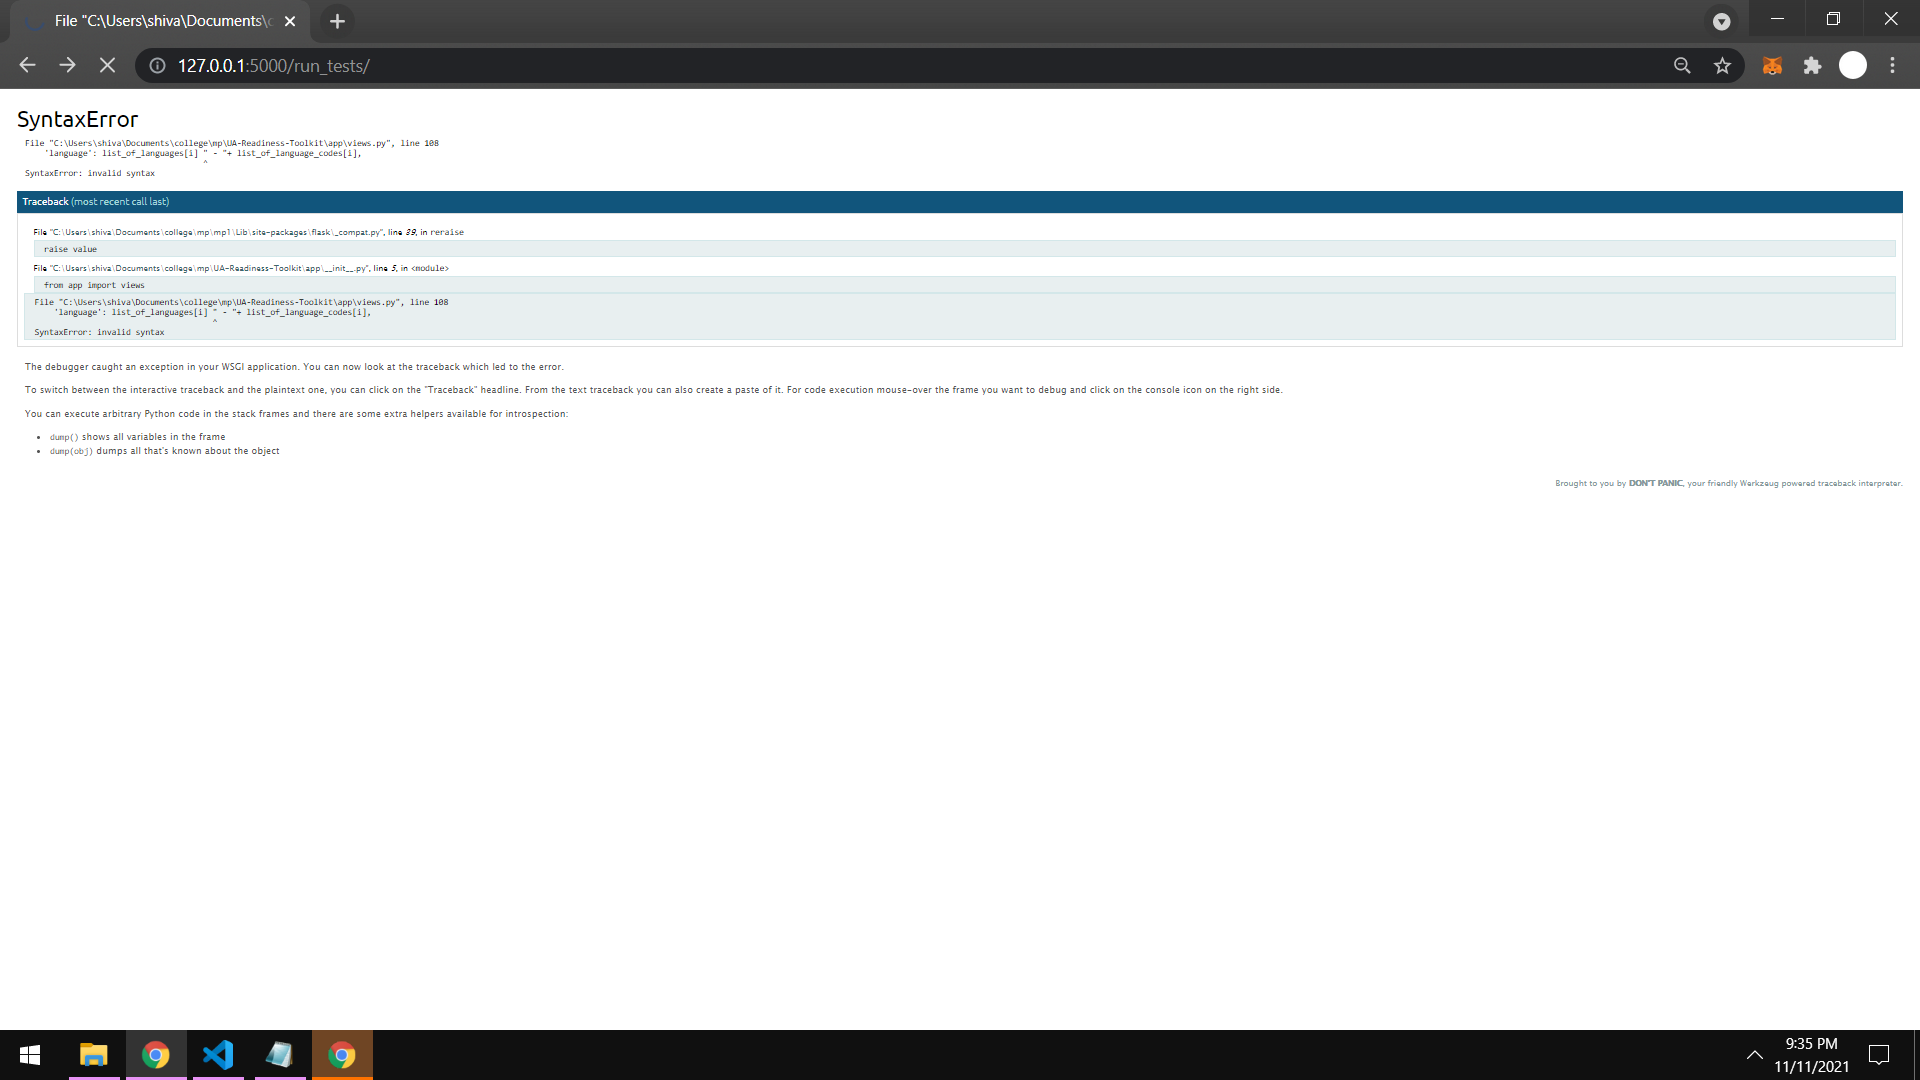 File "C:\Users\shiva\Documents\c
127.0.0.1:5000/run_tests/
SyntaxError
File "C:\Users\shiva\Documents\college\mp\UA-Readiness-Toolkit\app\views.py", line 108
'language': list_of_languages[i] " - "+ list_of_language_codes[i],
^
SyntaxError: invalid syntax
Traceback (most recent call last)
File "C:\Users\shiva\Documents\college\mp\mp1\Lib\site-packages\flask\_compat.py", line 39, in reraise
raise value
File "C:\Users\shiva\Documents\college\mp\UA-Readiness-Toolkit\app\__init__.py", line 5, in <module>
from app import views
File "C:\Users\shiva\Documents\college\mp\UA-Readiness-Toolkit\app\views.py", line 108
'language': list_of_languages[i] " - "+ list_of_language_codes[i],
^
SyntaxError: invalid syntax
The debugger caught an exception in your WSGI application. You can now look at the traceback which led to the error.
To switch between the interactive traceback and the plaintext one, you can click on the "Traceback" headline. From the text traceback you can also create a paste of it. For code execution mouse-over the frame you want to debug and click on the console icon on the right side.
You can execute arbitrary Python code in the stack frames and there are some extra helpers available for introspection:
• dump() shows all variables in the frame
• dump(obj) dumps all that's known about the object
Brought to you by DON'T PANIC, your friendly Werkzeug powered traceback interpreter.
9:35 PM
11/11/2021